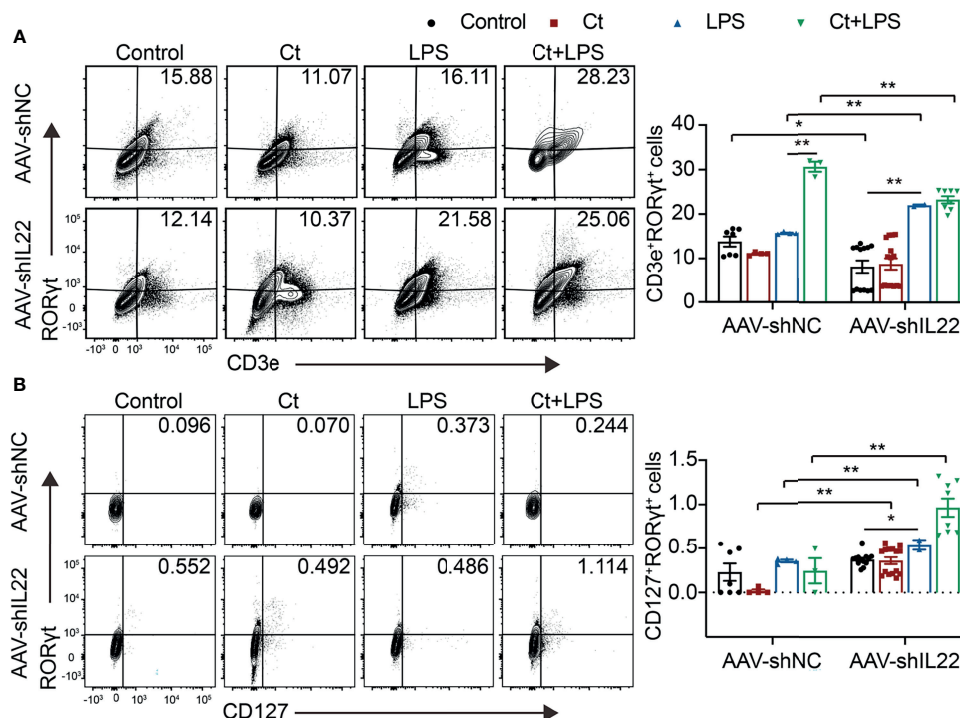 Control Ct LPS Ct+LPS
A
Control Ct LPS Ct+LPS
AAV-shNC
15.88 11.07 16.11 28.23
AAV-shIL22
12.14 10.37 21.58 25.06
RORγt
10⁵
10⁴
10³
0
-10³
-10³ 0 10³ 10⁴ 10⁵
CD3e
** 
** 
* 
** 
** 
CD3e⁺RORγt⁺ cells
40
30
20
10
0
AAV-shNC AAV-shIL22
B
Control Ct LPS Ct+LPS
AAV-shNC
0.096 0.070 0.373 0.244
AAV-shIL22
0.552 0.492 0.486 1.114
RORγt
10⁵
10⁴
10³
0
-10³
-10³ 0 10³ 10⁴ 10⁵
CD127
**
**
**
*
CD127⁺RORγt⁺ cells
1.5
1.0
0.5
0.0
AAV-shNC AAV-shIL22